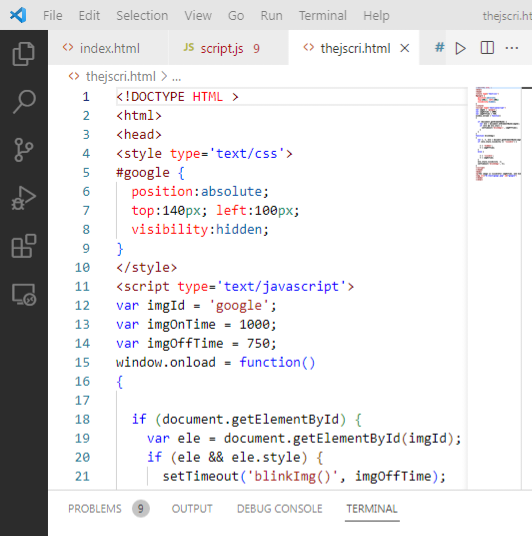 File Edit Selection View Go Run Terminal Help thejscri.ht
index.html JS script.js 9 thejscri.html #
thejscri.html > ...
1 <!DOCTYPE HTML >
2 <html>
3 <head>
4 <style type='text/css'>
5 #google {
6 position:absolute;
7 top:140px; left:100px;
8 visibility:hidden;
9 }
10 </style>
11 <script type='text/javascript'>
12 var imgId = 'google';
13 var imgOnTime = 1000;
14 var imgOffTime = 750;
15 window.onload = function()
16 {
17
18 if (document.getElementById) {
19 var ele = document.getElementById(imgId);
20 if (ele && ele.style) {
21 setTimeout('blinkImg()', imgOffTime);
PROBLEMS 9 OUTPUT DEBUG CONSOLE TERMINAL